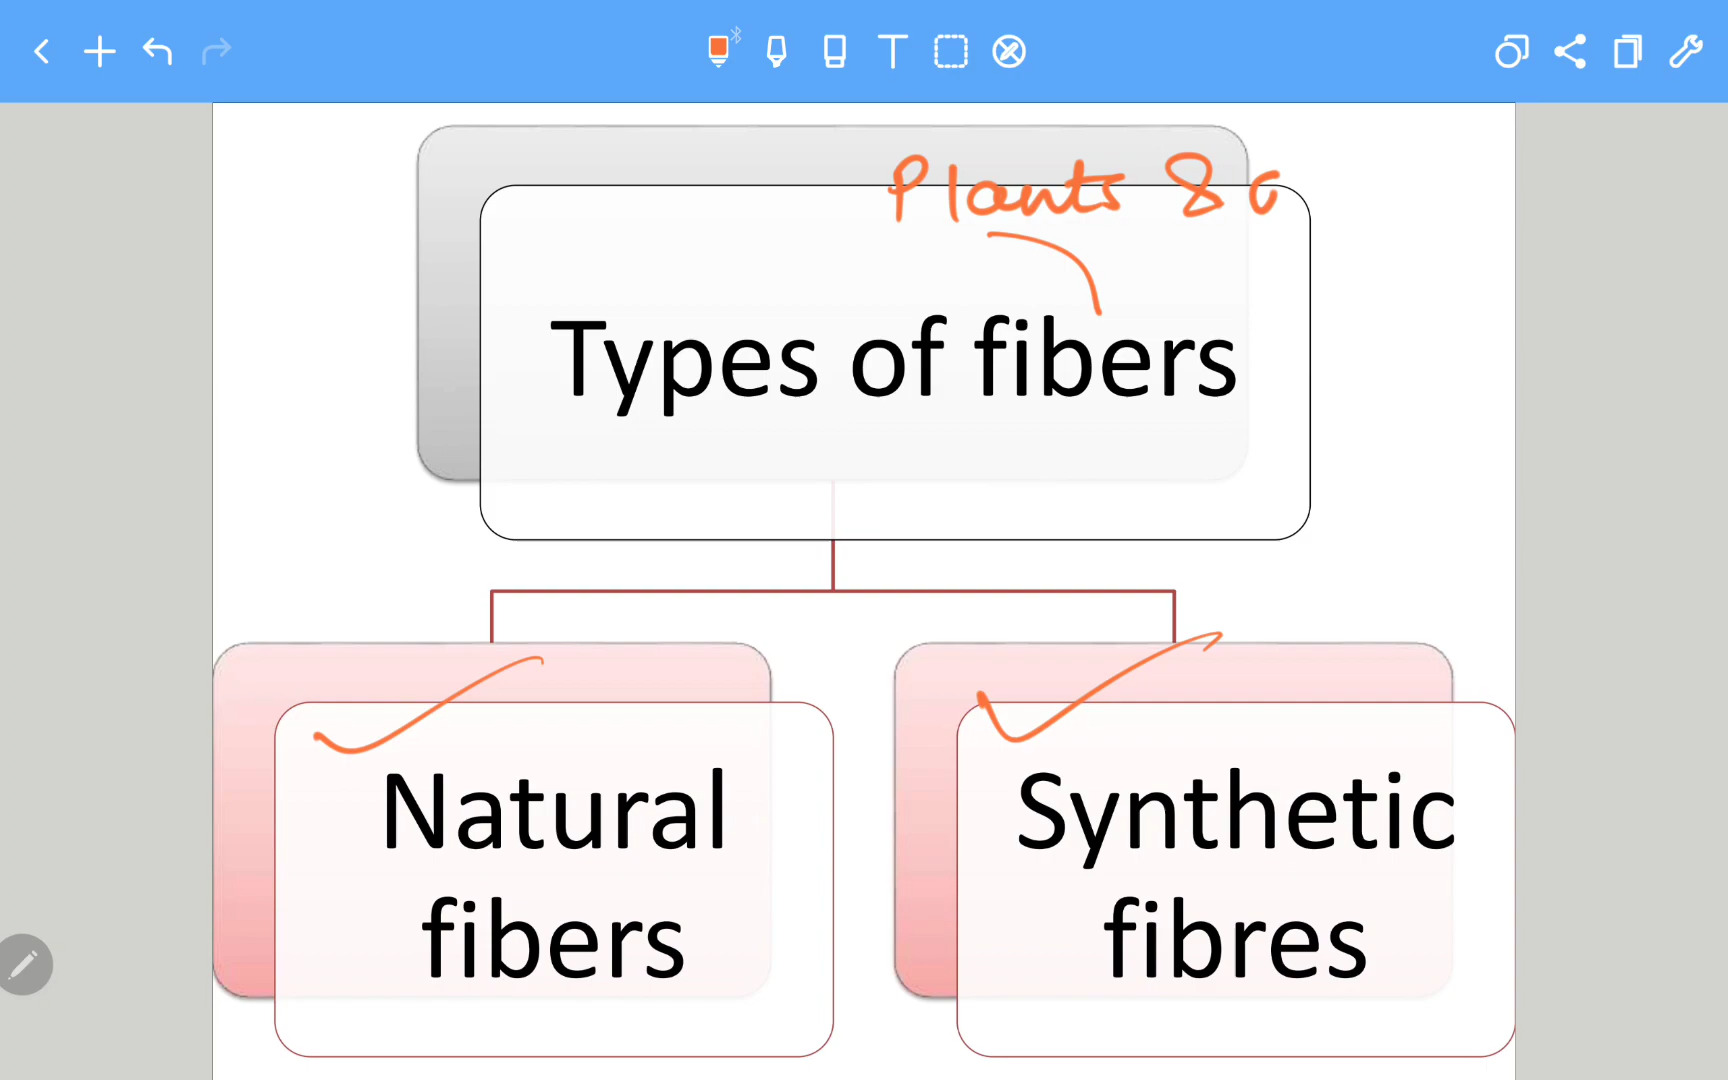 Plants &
Types of fibers
Natural
fibers
Synthetic
fibres